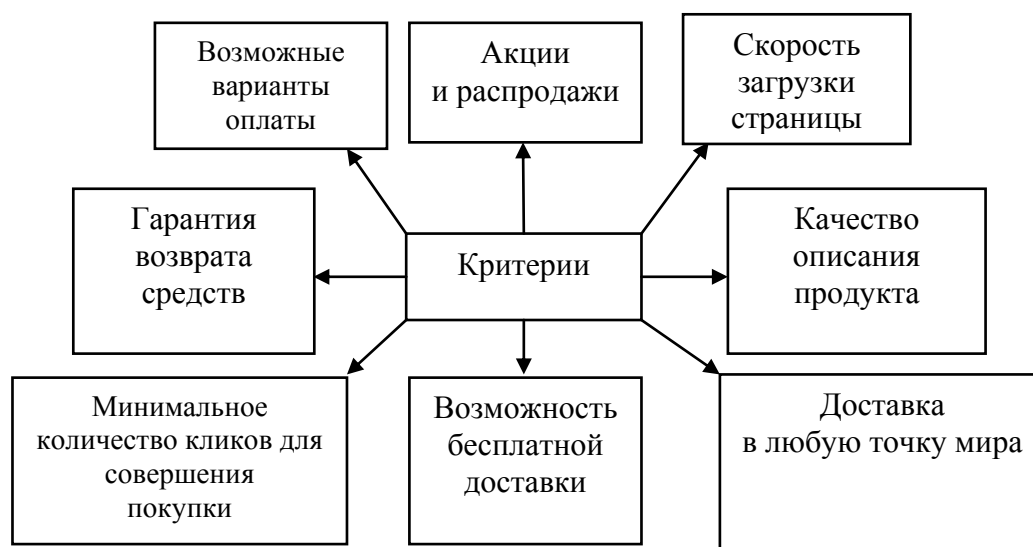 Возможные
варианты
оплаты
Акции
и распродажи
Скорость
загрузки
страницы
Гарантия
возврата
средств
Критерии
Качество
описания
продукта
Минимальное
количество кликов для
совершения
покупки
Возможность
бесплатной
доставки
Доставка
в любую точку мира